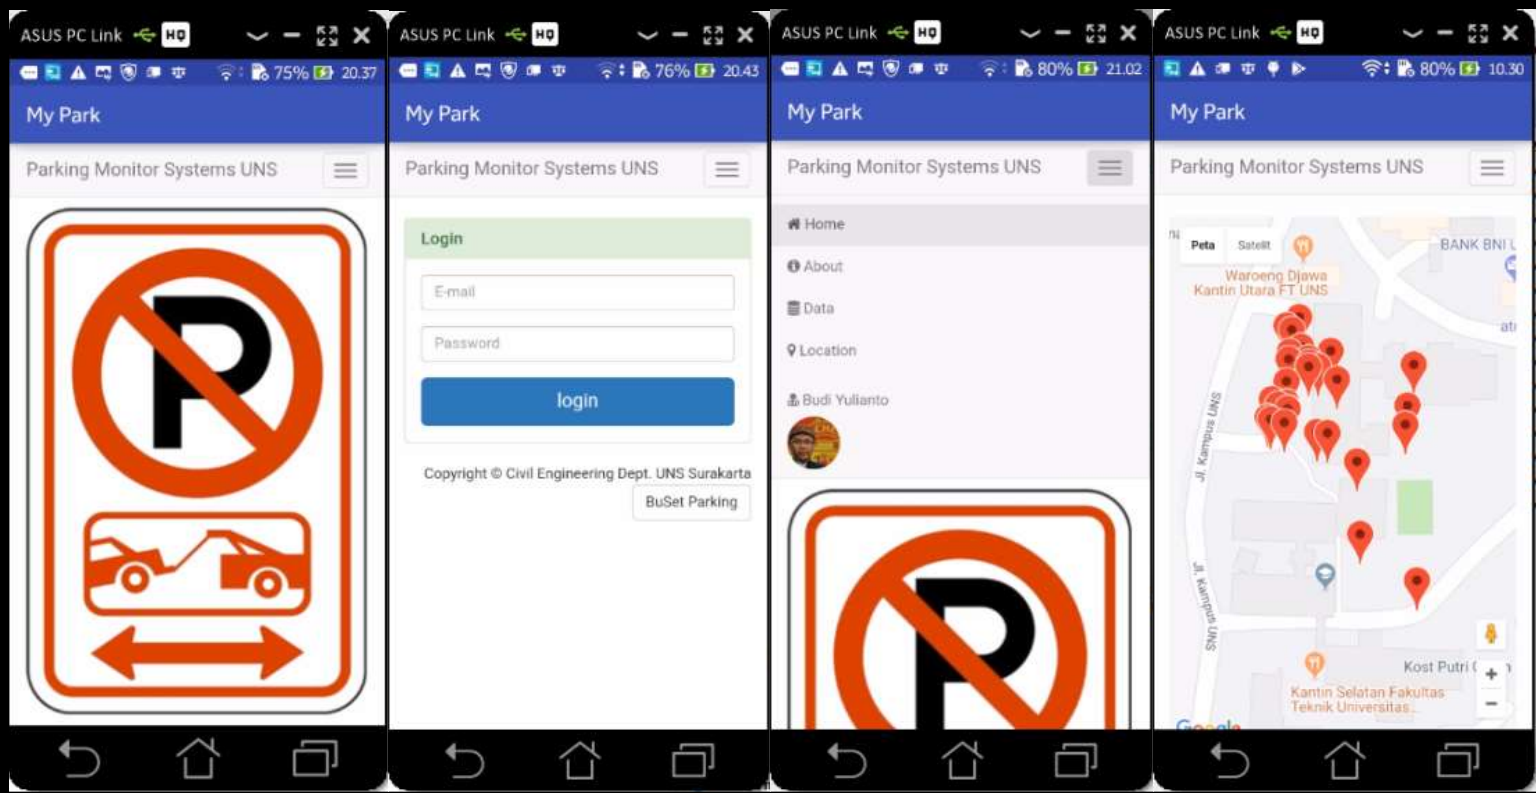 ASUS PC Link HQ
75% 20.37
My Park
Parking Monitor Systems UNS
P
ASUS PC Link HQ
76% 20.43
My Park
Parking Monitor Systems UNS
Login
E-mail
Password
login
Copyright © Civil Engineering Dept. UNS Surakarta
BuSet Parking
ASUS PC Link HQ
80% 21.02
My Park
Parking Monitor Systems UNS
Home
About
Data
Location
Budi Yulianto
P
ASUS PC Link HQ
80% 10.30
My Park
Parking Monitor Systems UNS
Peta Satelit
BANK BNI U
Waroeng Djawa
Kantin Utara FT UNS
Jl. Kampus UNS
Jl. Kampus UNS
Kost Putri
Kantin Selatan Fakultas
Teknik Universitas...
Google